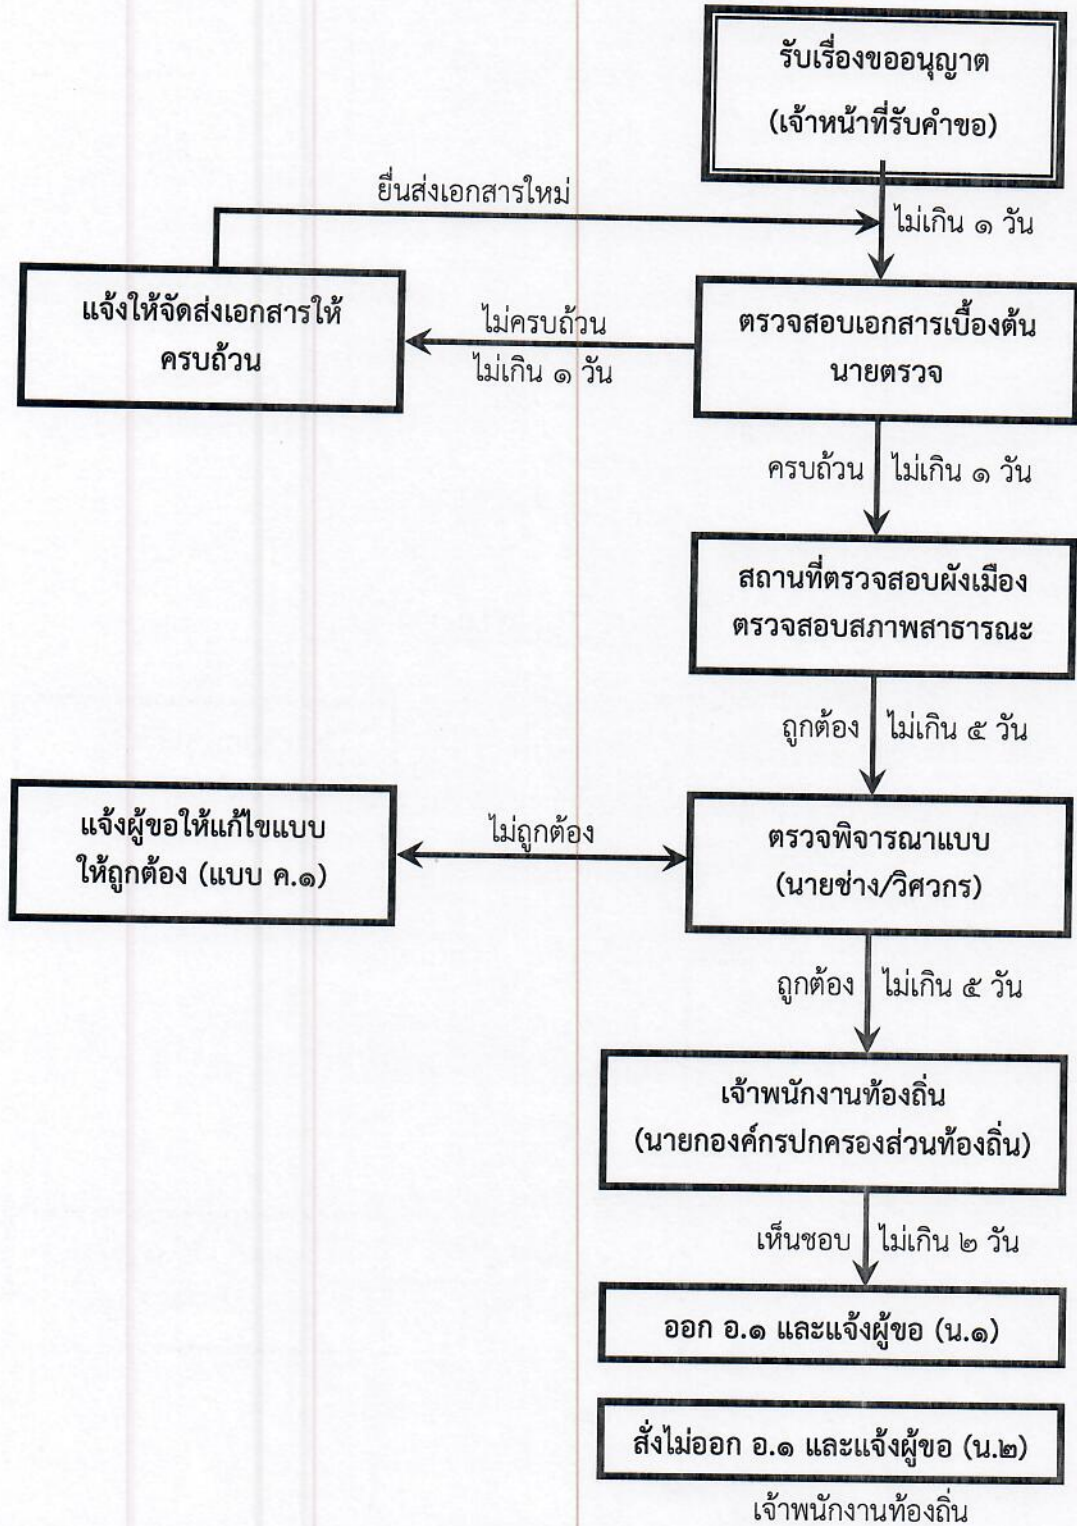 รับเรื่องขออนุญาต
(เจ้าหน้าที่รับคำขอ)
ยื่นส่งเอกสารใหม่
ไม่เกิน ๑ วัน
แจ้งให้จัดส่งเอกสารให้
ครบถ้วน
ไม่ครบถ้วน
ไม่เกิน ๑ วัน
ตรวจสอบเอกสารเบื้องต้น
นายตรวจ
ครบถ้วน ไม่เกิน ๑ วัน
สถานที่ตรวจสอบผังเมือง
ตรวจสอบสภาพสาธารณะ
ถูกต้อง ไม่เกิน ๕ วัน
แจ้งผู้ขอให้แก้ไขแบบ
ให้ถูกต้อง (แบบ ค.๑)
ไม่ถูกต้อง
ตรวจพิจารณาแบบ
(นายช่าง/วิศวกร)
ถูกต้อง ไม่เกิน ๕ วัน
เจ้าพนักงานท้องถิ่น
(นายกองค์กรปกครองส่วนท้องถิ่น)
เห็นชอบ ไม่เกิน ๒ วัน
ออก อ.๑ และแจ้งผู้ขอ (น.๑)
สั่งไม่ออก อ.๑ และแจ้งผู้ขอ (น.๒)
เจ้าพนักงานท้องถิ่น